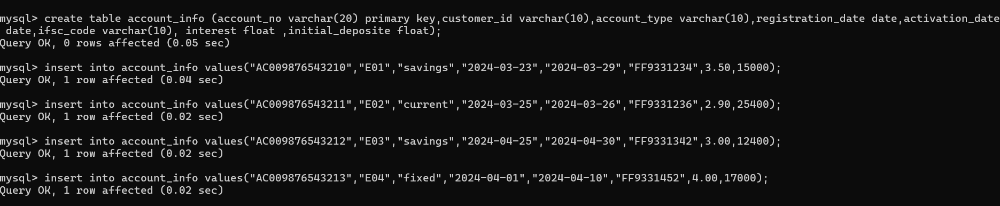 mysql> create table account_info (account_no varchar(20) primary key,customer_id varchar(10),account_type varchar(10),registration_date date,activation_date
 date,ifsc_code varchar(10), interest float ,initial_deposite float);
Query OK, 0 rows affected (0.05 sec)

mysql> insert into account_info values("AC009876543210","E01","savings","2024-03-23","2024-03-29","FF9331234",3.50,15000);
Query OK, 1 row affected (0.04 sec)

mysql> insert into account_info values("AC009876543211","E02","current","2024-03-25","2024-03-26","FF9331236",2.90,25400);
Query OK, 1 row affected (0.02 sec)

mysql> insert into account_info values("AC009876543212","E03","savings","2024-04-25","2024-04-30","FF9331342",3.00,12400);
Query OK, 1 row affected (0.02 sec)

mysql> insert into account_info values("AC009876543213","E04","fixed","2024-04-01","2024-04-10","FF9331452",4.00,17000);
Query OK, 1 row affected (0.02 sec)